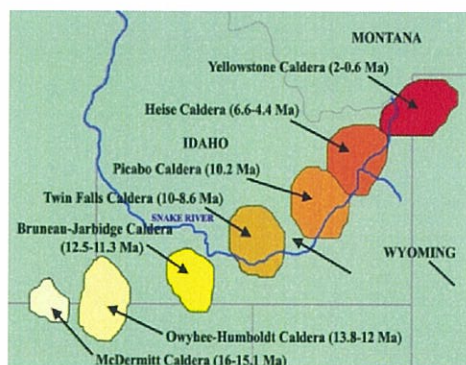 MONTANA
Yellowstone Caldera (2-0.6 Ma)
Heise Caldera (6.6-4.4 Ma)
IDAHO
Picabo Caldera (10.2 Ma)
Twin Falls Caldera (10-8.6 Ma)
SNAKE RIVER
Bruneau-Jarbidge Caldera
(12.5-11.3 Ma)
WYOMING
Owyhee-Humboldt Caldera (13.8-12 Ma)
McDermitt Caldera (16-15.1 Ma)